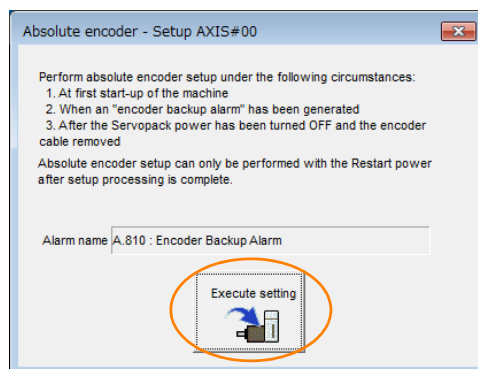 Absolute encoder - Setup AXIS#00
Perform absolute encoder setup under the following circumstances:
1. At first start-up of the machine
2. When an "encoder backup alarm" has been generated
3. After the Servopack power has been turned OFF and the encoder
cable removed
Absolute encoder setup can only be performed with the Restart power
after setup processing is complete.
Alarm name A.810 : Encoder Backup Alarm
Execute setting